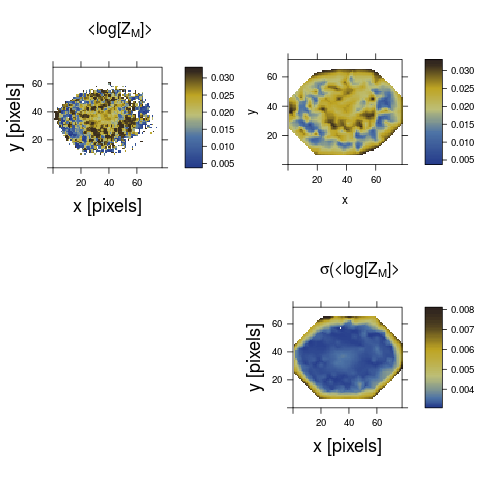 <log[Z_M]>
60
40
20
20 40 60
x [pixels]
y [pixels]
0.030
0.025
0.020
0.015
0.010
0.005
60
40
20
20 40 60
x
y
0.030
0.025
0.020
0.015
0.010
0.005
σ(<log[Z_M]>
60
40
20
20 40 60
x [pixels]
y [pixels]
0.008
0.007
0.006
0.005
0.004